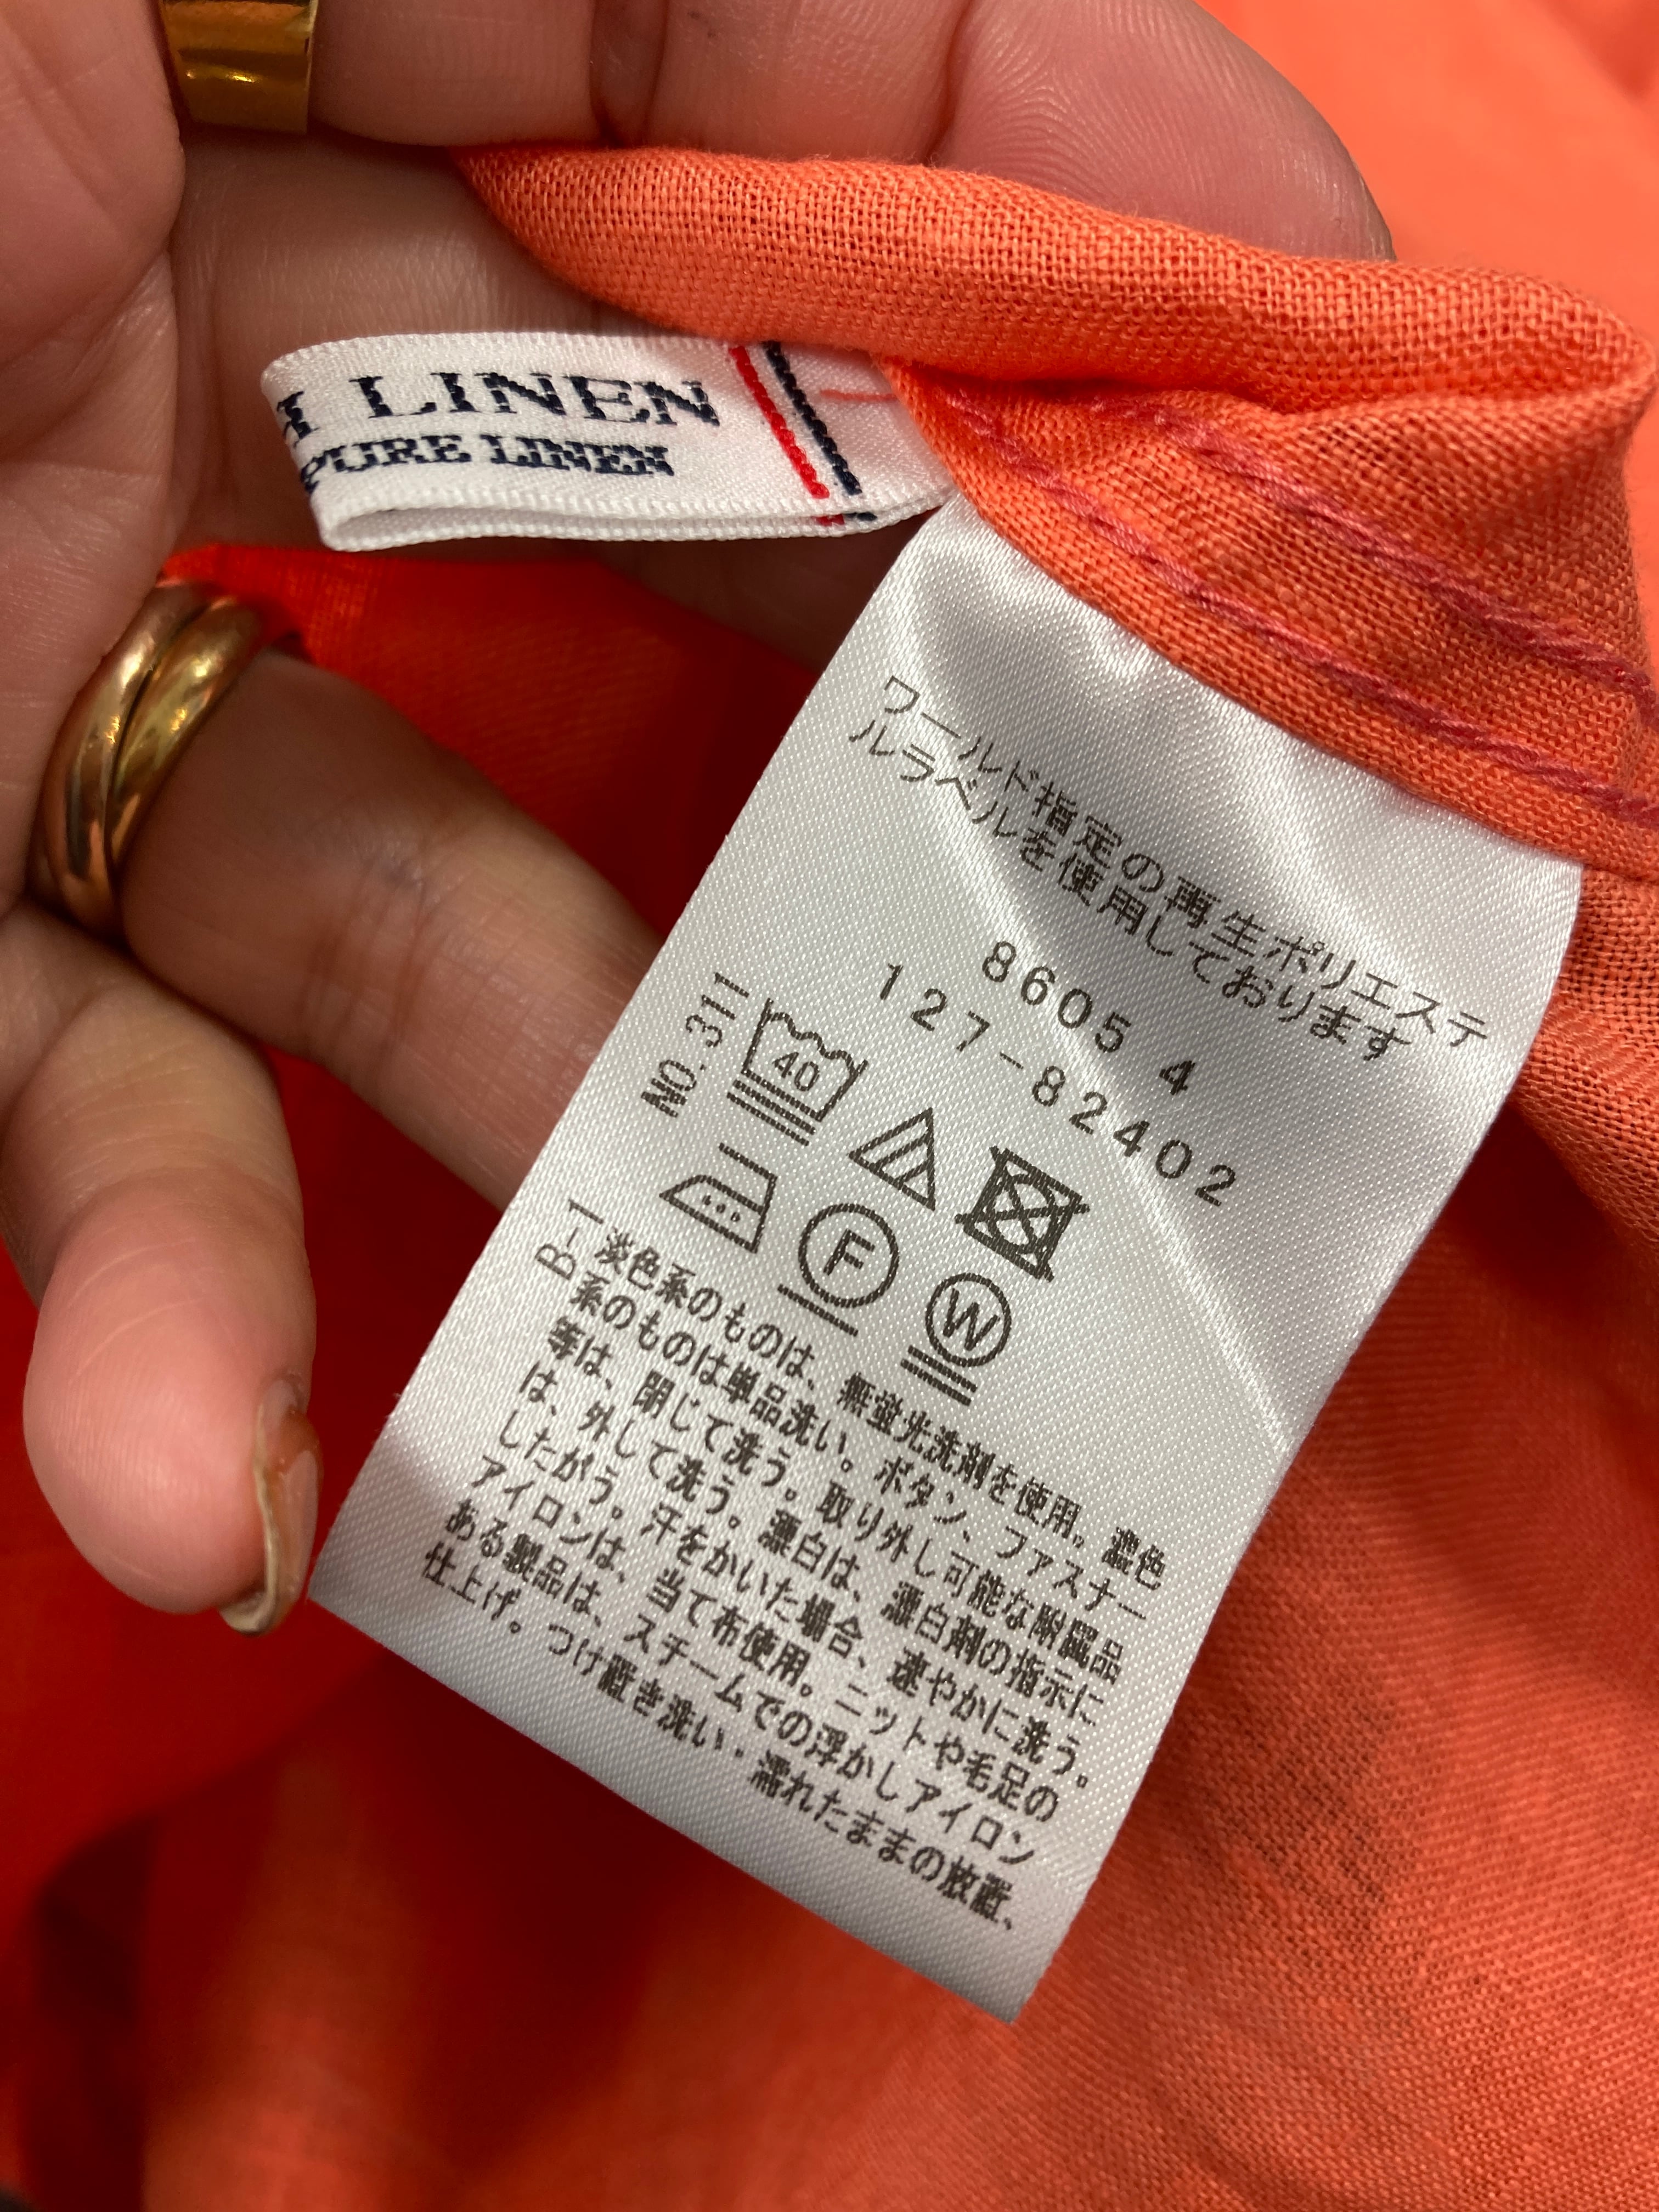 LINEN
PURE LINEN
ワールド指定の再生ポリエステ
ルラベルを使用しております
8605 4
127-82402
NO.311
40
F
W
B-1
淡色系のものは、無蛍光洗剤を使用。濃色
系のものは単品洗い。ボタン、ファスナー
等は、閉じて洗う。取り外し可能な附属品
は、外して洗う。漂白は、漂白剤の指示に
したがう。汗をかいた場合、速やかに洗う。
アイロンは、当て布使用。ニットや毛足の
ある製品は、スチームでの浮かしアイロン
仕上げ。つけ置き洗い・濡れたままの放置、